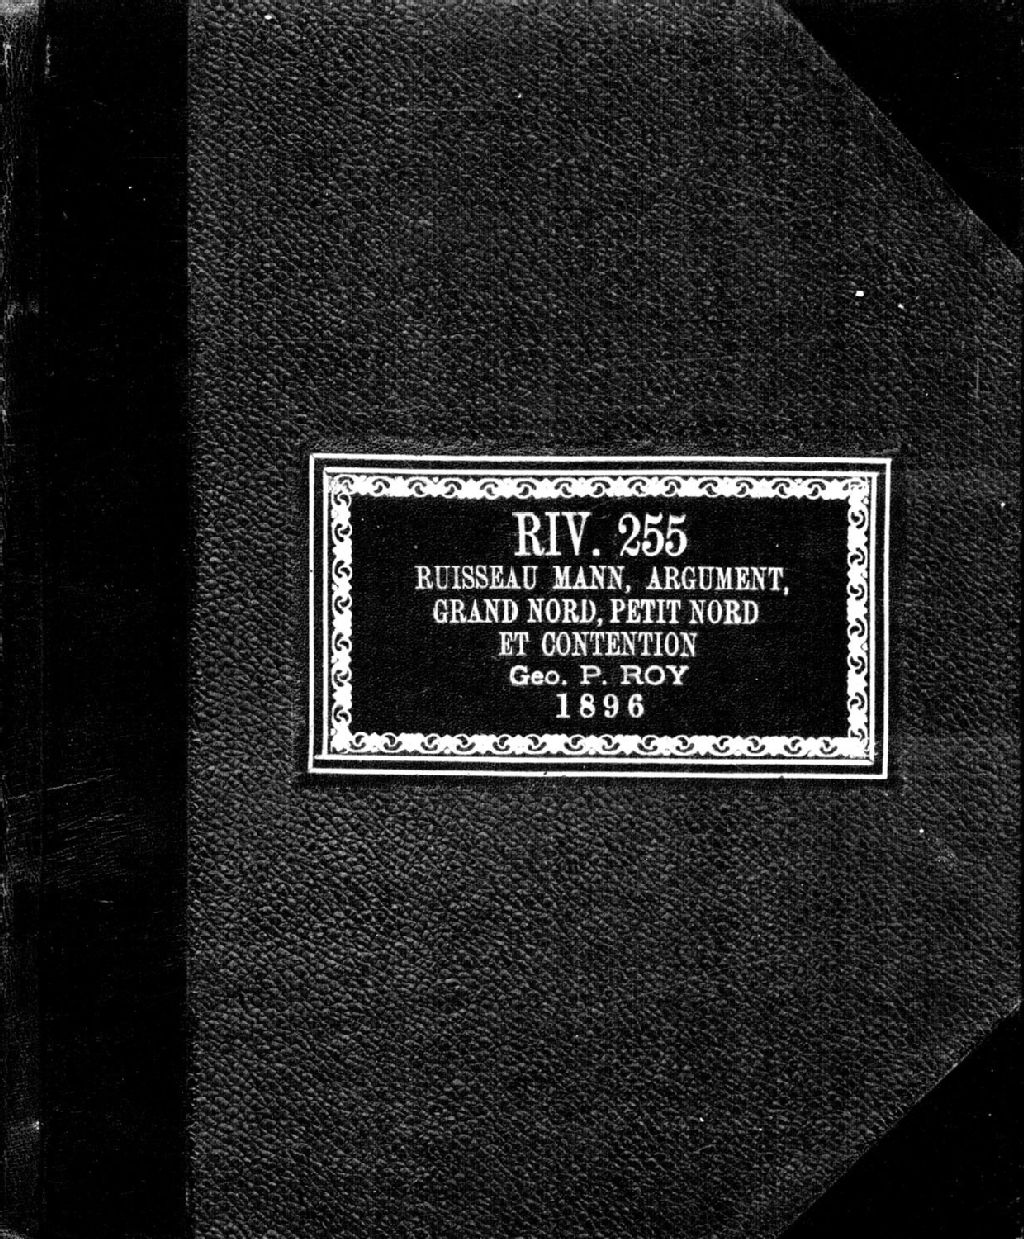 RIV. 255
RUISSEAU MANN, ARGUMENT,
GRAND NORD, PETIT NORD
ET CONTENTION
Geo. P. ROY
1896